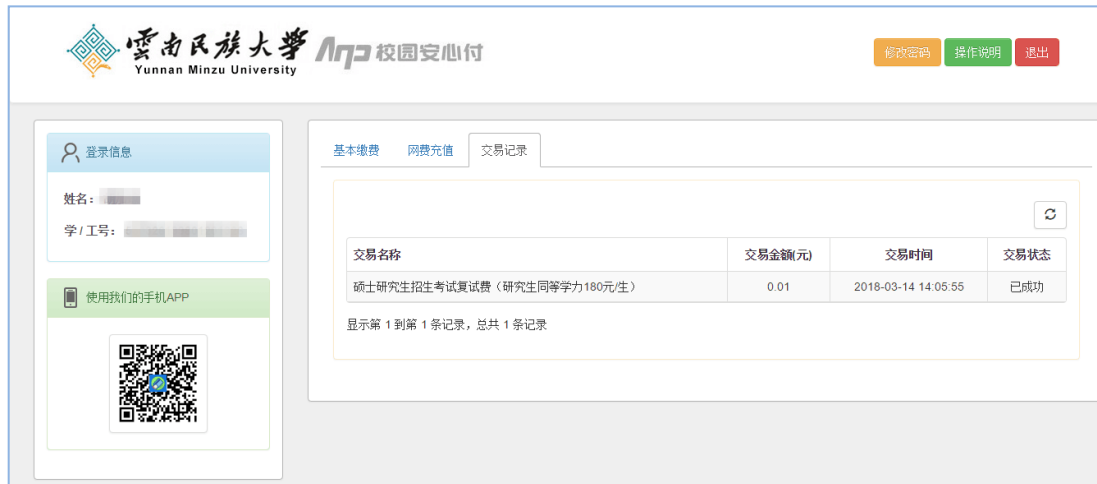 雲南民族大學
Yunnan Minzu University
校园安心付
修改密码 操作说明 退出
登录信息
姓名：
学/工号：
使用我们的手机APP
基本缴费 网费充值 交易记录
交易名称 交易金额(元) 交易时间 交易状态
硕士研究生招生考试复试费（研究生同等学力180元/生） 0.01 2018-03-14 14:05:55 已成功
显示第 1 到第 1 条记录，总共 1 条记录